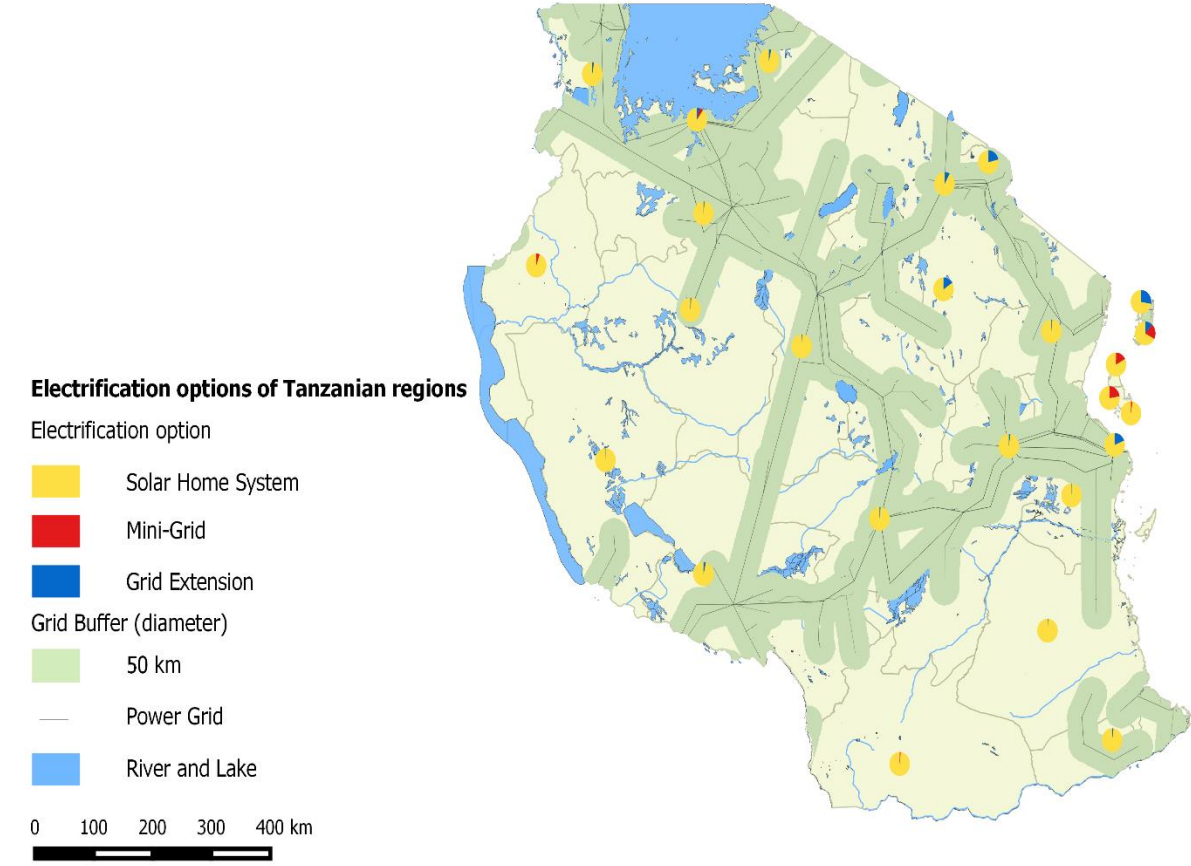 Electrification options of Tanzanian regions
Electrification option
Solar Home System
Mini-Grid
Grid Extension
Grid Buffer (diameter)
50 km
Power Grid
River and Lake
0 100 200 300 400 km